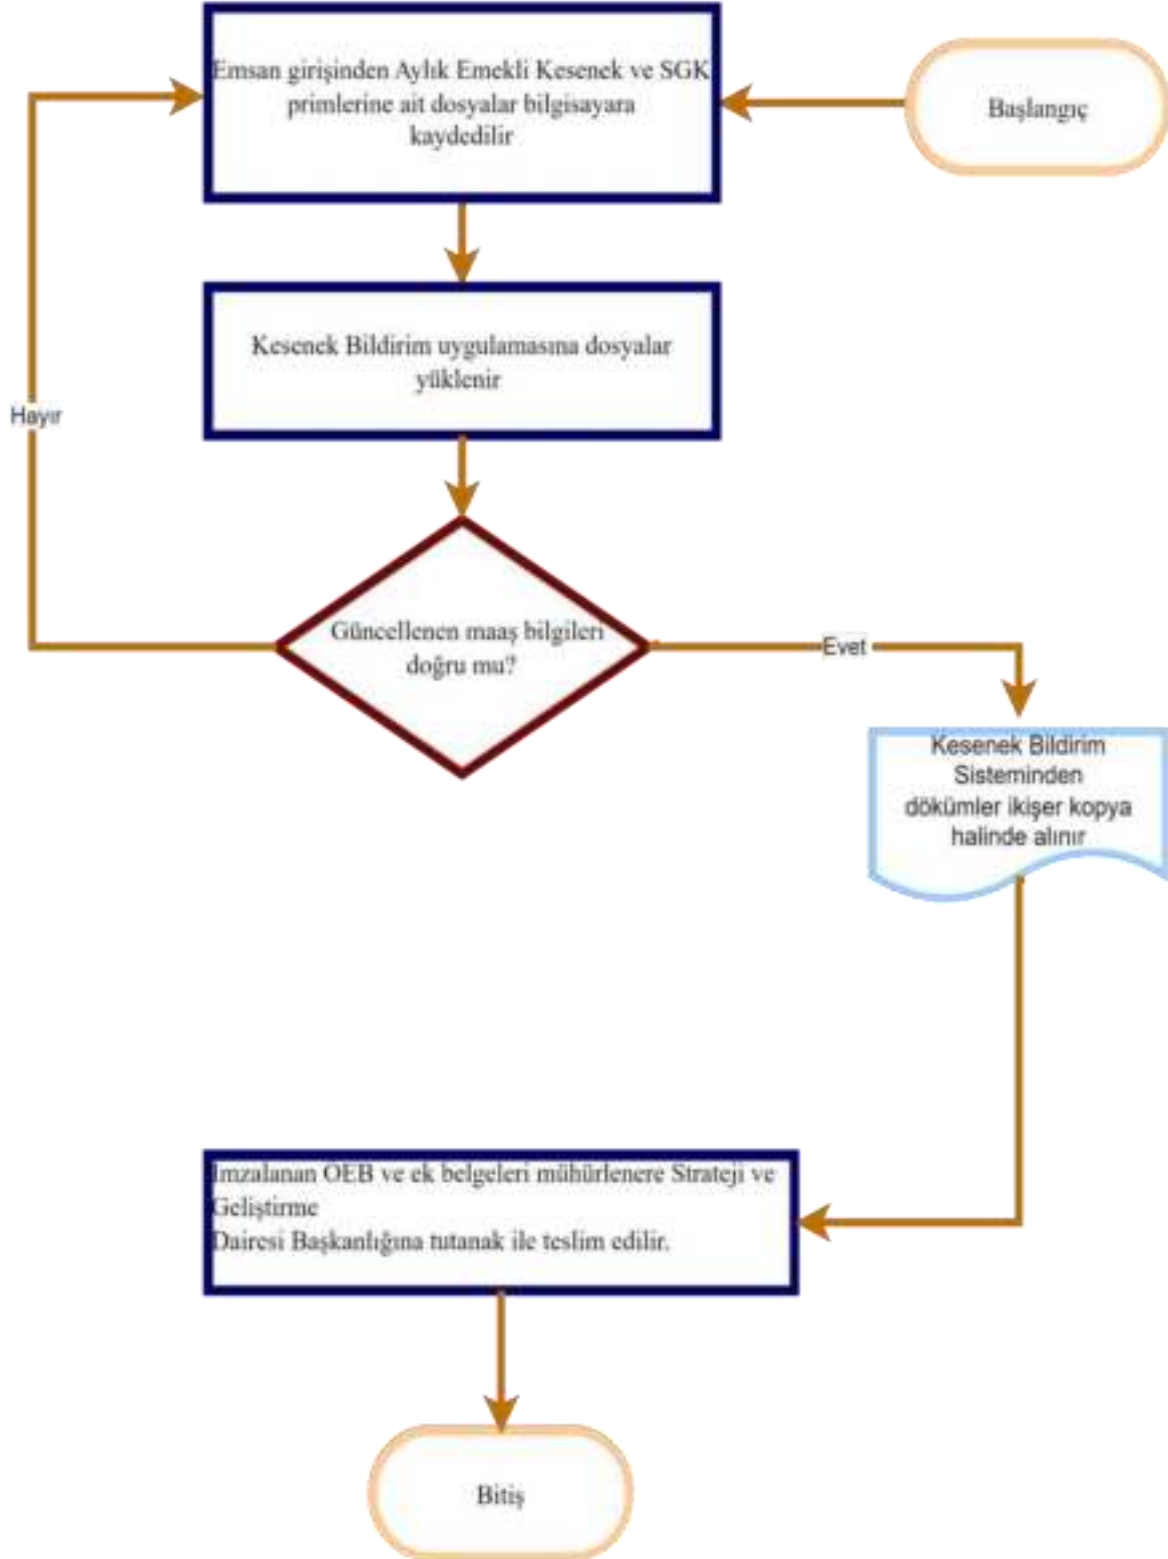 Emsan girişinden Aylık Emekli Kesenek ve SGK
primlerine ait dosyalar bilgisayara
kaydedilir
Başlangıç
Kesenek Bildirim uygulamasına dosyalar
yüklenir
Hayır
Güncellenen maaş bilgileri
doğru mu?
Evet
Kesenek Bildirim
Sisteminden
dökümler ikişer kopya
halinde alınır
İmzalanan OEB ve ek belgeleri mühürlenere Strateji ve
Geliştirme
Dairesi Başkanlığına tutanak ile teslim edilir.
Bitiş